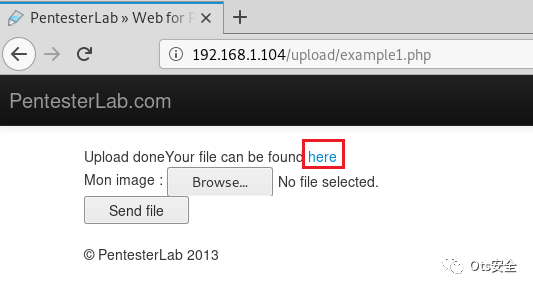 PentesterLab » Web for P
192.168.1.104/upload/example1.php
PentesterLab.com
Upload doneYour file can be found here
Mon image : Browse... No file selected.
Send file
© PentesterLab 2013
Ots安全